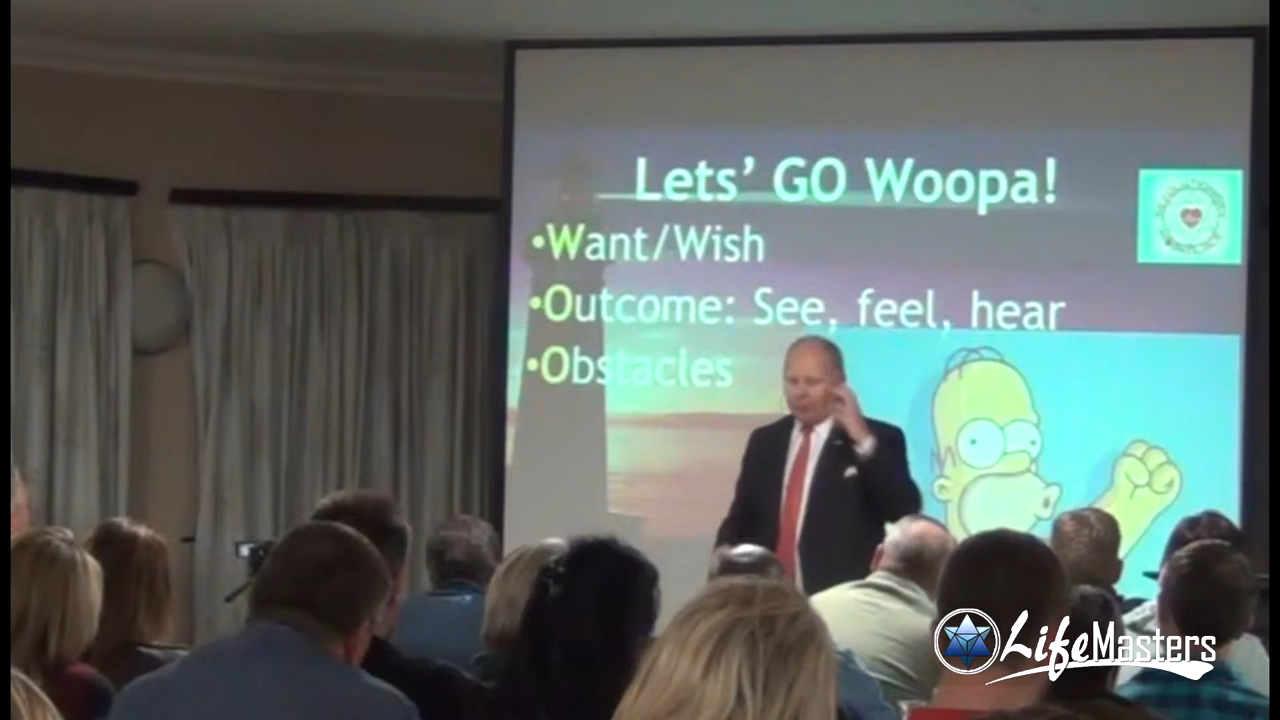 Lets' GO Woopa!
•Want/Wish
•Outcome: See, feel, hear
•Obstacles
LifeMasters